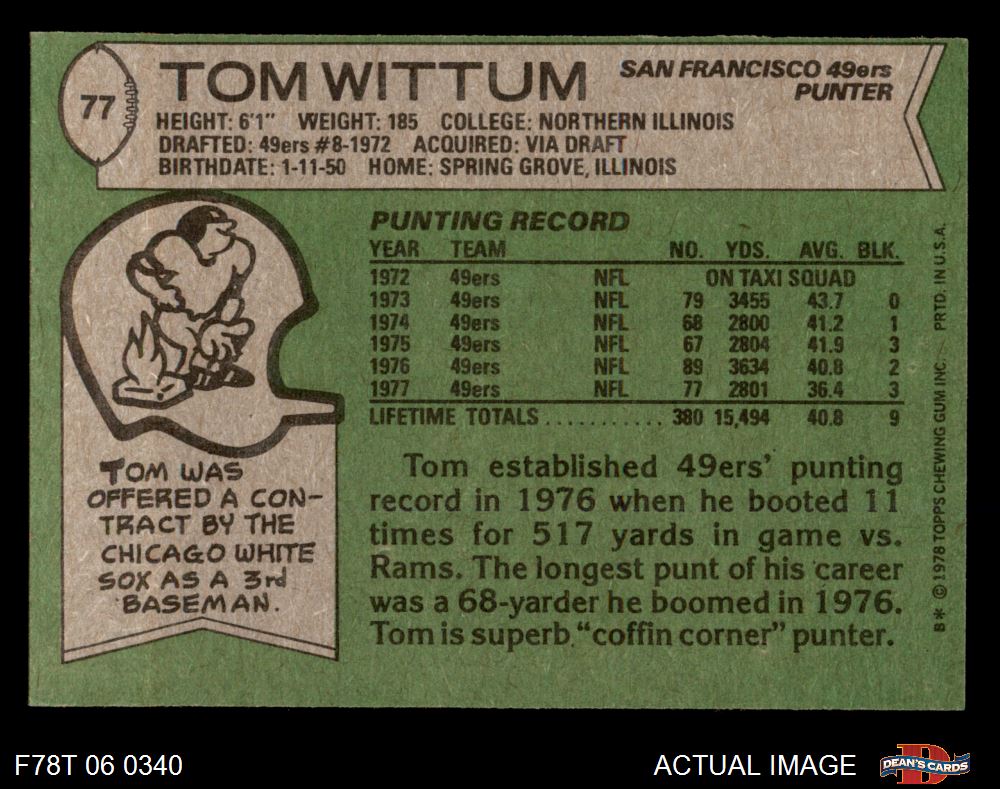 77
TOM WITTUM
SAN FRANCISCO 49ers
PUNTER
HEIGHT: 6'1" WEIGHT: 185 COLLEGE: NORTHERN ILLINOIS
DRAFTED: 49ers #8-1972 ACQUIRED: VIA DRAFT
BIRTHDATE: 1-11-50 HOME: SPRING GROVE, ILLINOIS
PUNTING RECORD
YEAR TEAM NO. YDS. AVG. BLK.
1972 49ers NFL ON TAXI SQUAD
1973 49ers NFL 79 3455 43.7 0
1974 49ers NFL 68 2800 41.2 1
1975 49ers NFL 67 2804 41.9 3
1976 49ers NFL 89 3634 40.8 2
1977 49ers NFL 77 2801 36.4 3
LIFETIME TOTALS ........... 380 15,494 40.8 9
TOM WAS
OFFERED A CON-
TRACT BY THE
CHICAGO WHITE
SOX AS A 3rd
BASEMAN.
Tom established 49ers' punting
record in 1976 when he booted 11
times for 517 yards in game vs.
Rams. The longest punt of his career
was a 68-yarder he boomed in 1976.
Tom is superb "coffin corner" punter.
B* © 1978 TOPPS CHEWING GUM INC. PRTD. IN U.S.A.
F78T 06 0340
ACTUAL IMAGE
D
DEAN'S CARDS